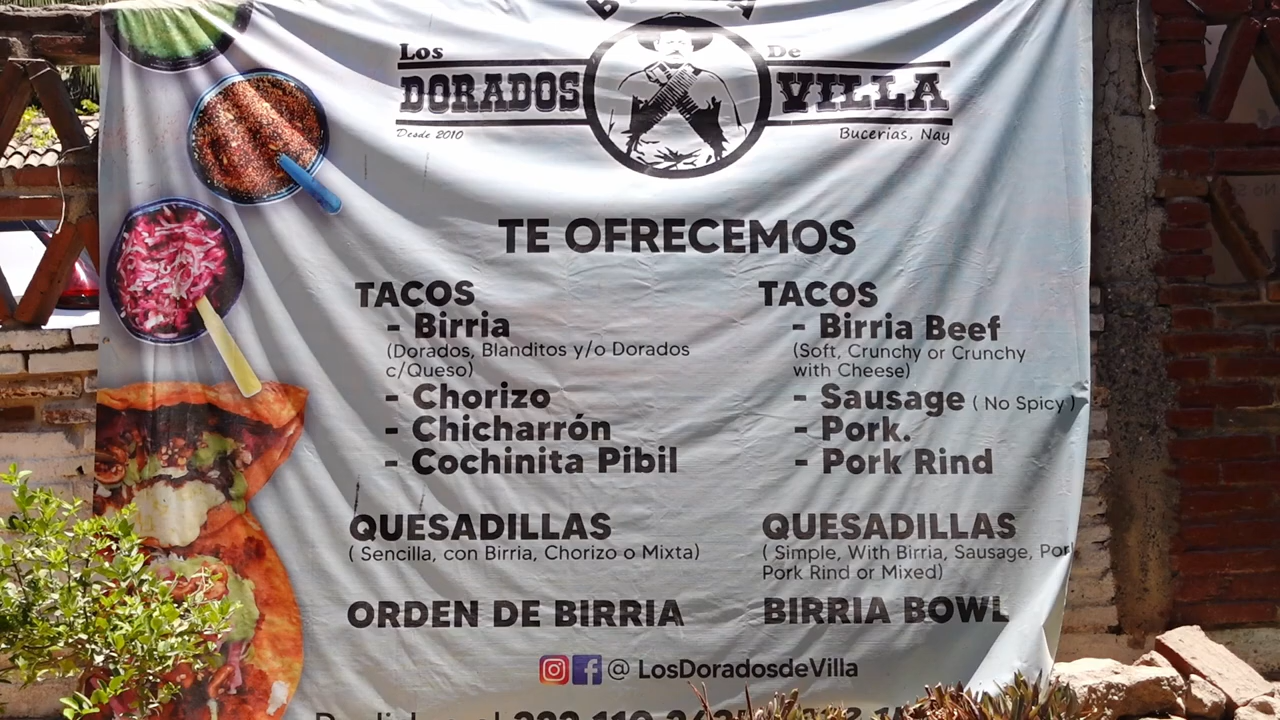 Los De
DORADOS VILLA
Desde 2010 Bucerias, Nay
TE OFRECEMOS
TACOS
- Birria
(Dorados, Blanditos y/o Dorados
c/Queso)
- Chorizo
- Chicharrón
- Cochinita Pibil
QUESADILLAS
( Sencilla, con Birria, Chorizo o Mixta)
ORDEN DE BIRRIA
TACOS
- Birria Beef
(Soft, Crunchy or Crunchy
with Cheese)
- Sausage ( No Spicy )
- Pork.
- Pork Rind
QUESADILLAS
( Simple, With Birria, Sausage, Pork
Pork Rind or Mixed)
BIRRIA BOWL
@ LosDoradosdeVilla